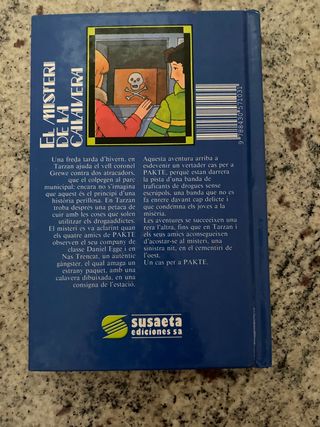 EL MISTERI
DE LA
CALAVERA
Una freda tarda d'hivern, en
Tarzan ajuda el vell coronel
Grewe contra dos atracadors,
que el colpegen al parc
municipal; encara no s'imagina
que aquest és el principi d'una
història perillosa. En Tarzan
troba després una petaca de
cuir amb les coses que solen
utilitzar els drogaaddictes.
El misteri es va aclarint quan
els quatre amics de PAKTE
observen el seu company de
classe Daniel Egge i en
Nas Trencat, un autèntic
gàngster, el qual amaga un
estrany paquet, amb una
calavera dibuixada, en una
consigna de l'estació.
Aquesta aventura arriba a
esdevenir un vertader cas per a
PAKTE, perquè estan darrera
la pista d'una banda de
traficants de drogues sense
escrúpols, una banda que no es
fa enrere davant cap delicte i
que condemna els joves a la
misèria.
Les aventures se succeixen una
rera l'altra, fins que en Tarzan i
els seus amics aconsegueixen
d'acostar-se al misteri, una
sinistra nit, en el cementiri de
l'oest.
Un cas per a PAKTE.
9 788430 571031
susaeta
ediciones sa